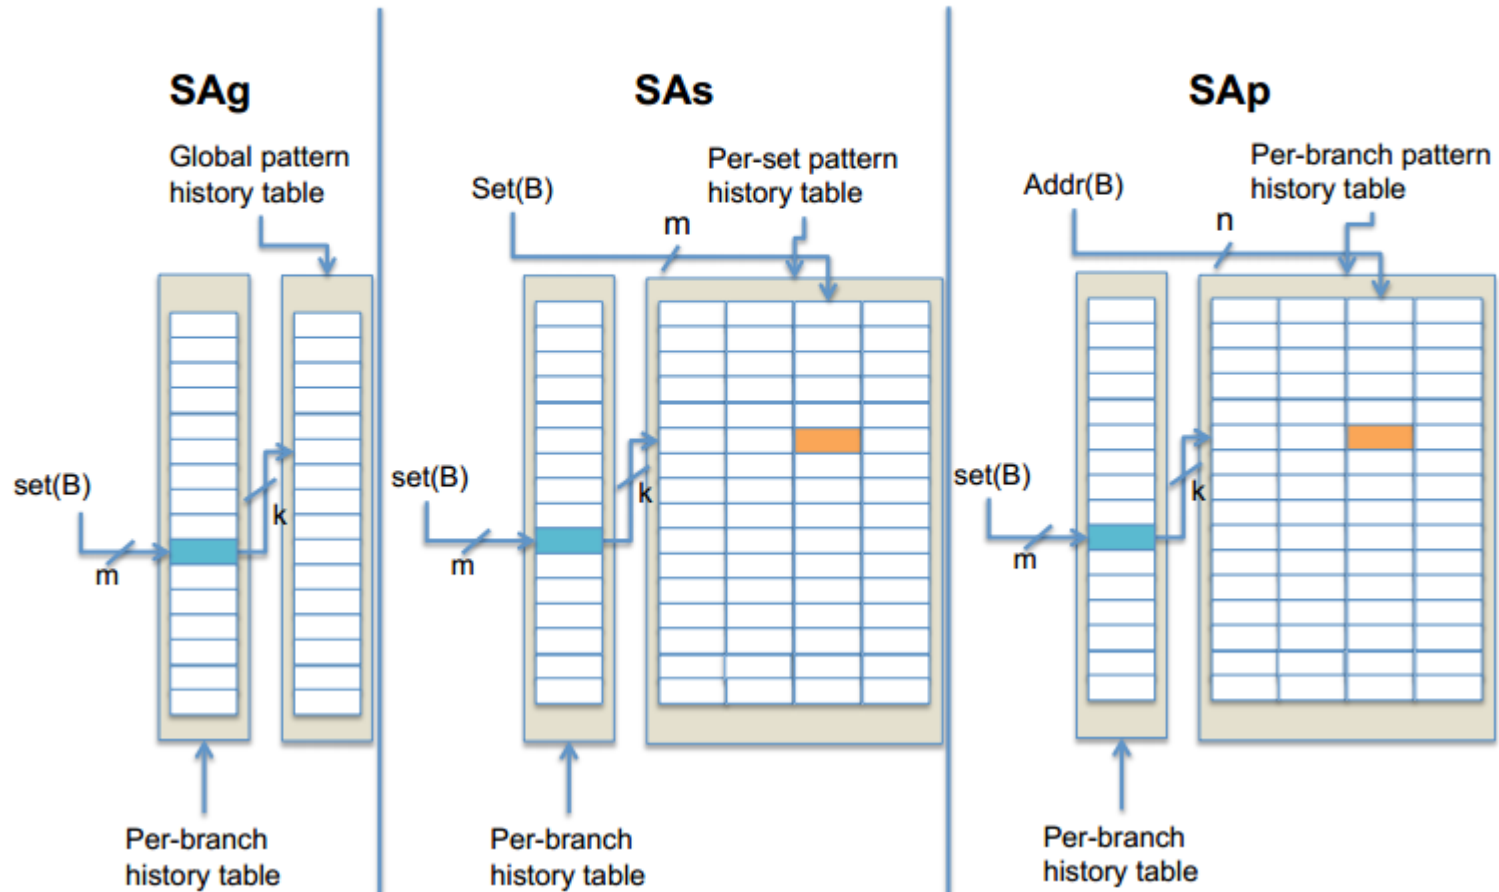 SAg
Global pattern
history table
set(B)
m
k
Per-branch
history table
SAs
Per-set pattern
history table
Set(B)
m
set(B)
m
k
Per-branch
history table
SAp
Per-branch pattern
history table
Addr(B)
n
set(B)
m
k
Per-branch
history table